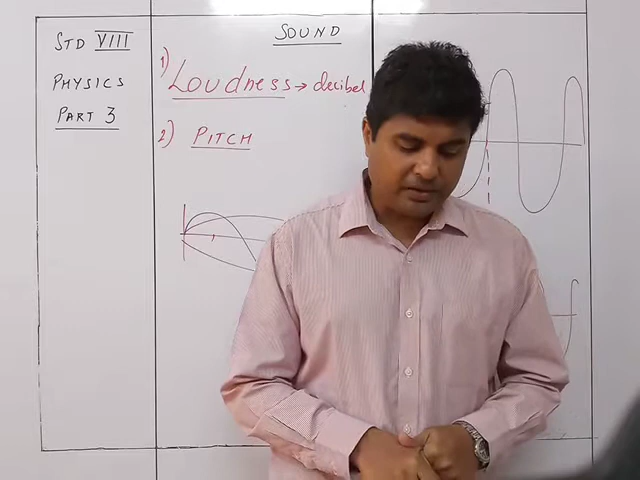 STD VIII
PHYSICS
PART 3
SOUND
1) Loudness → decibel
2) PITCH